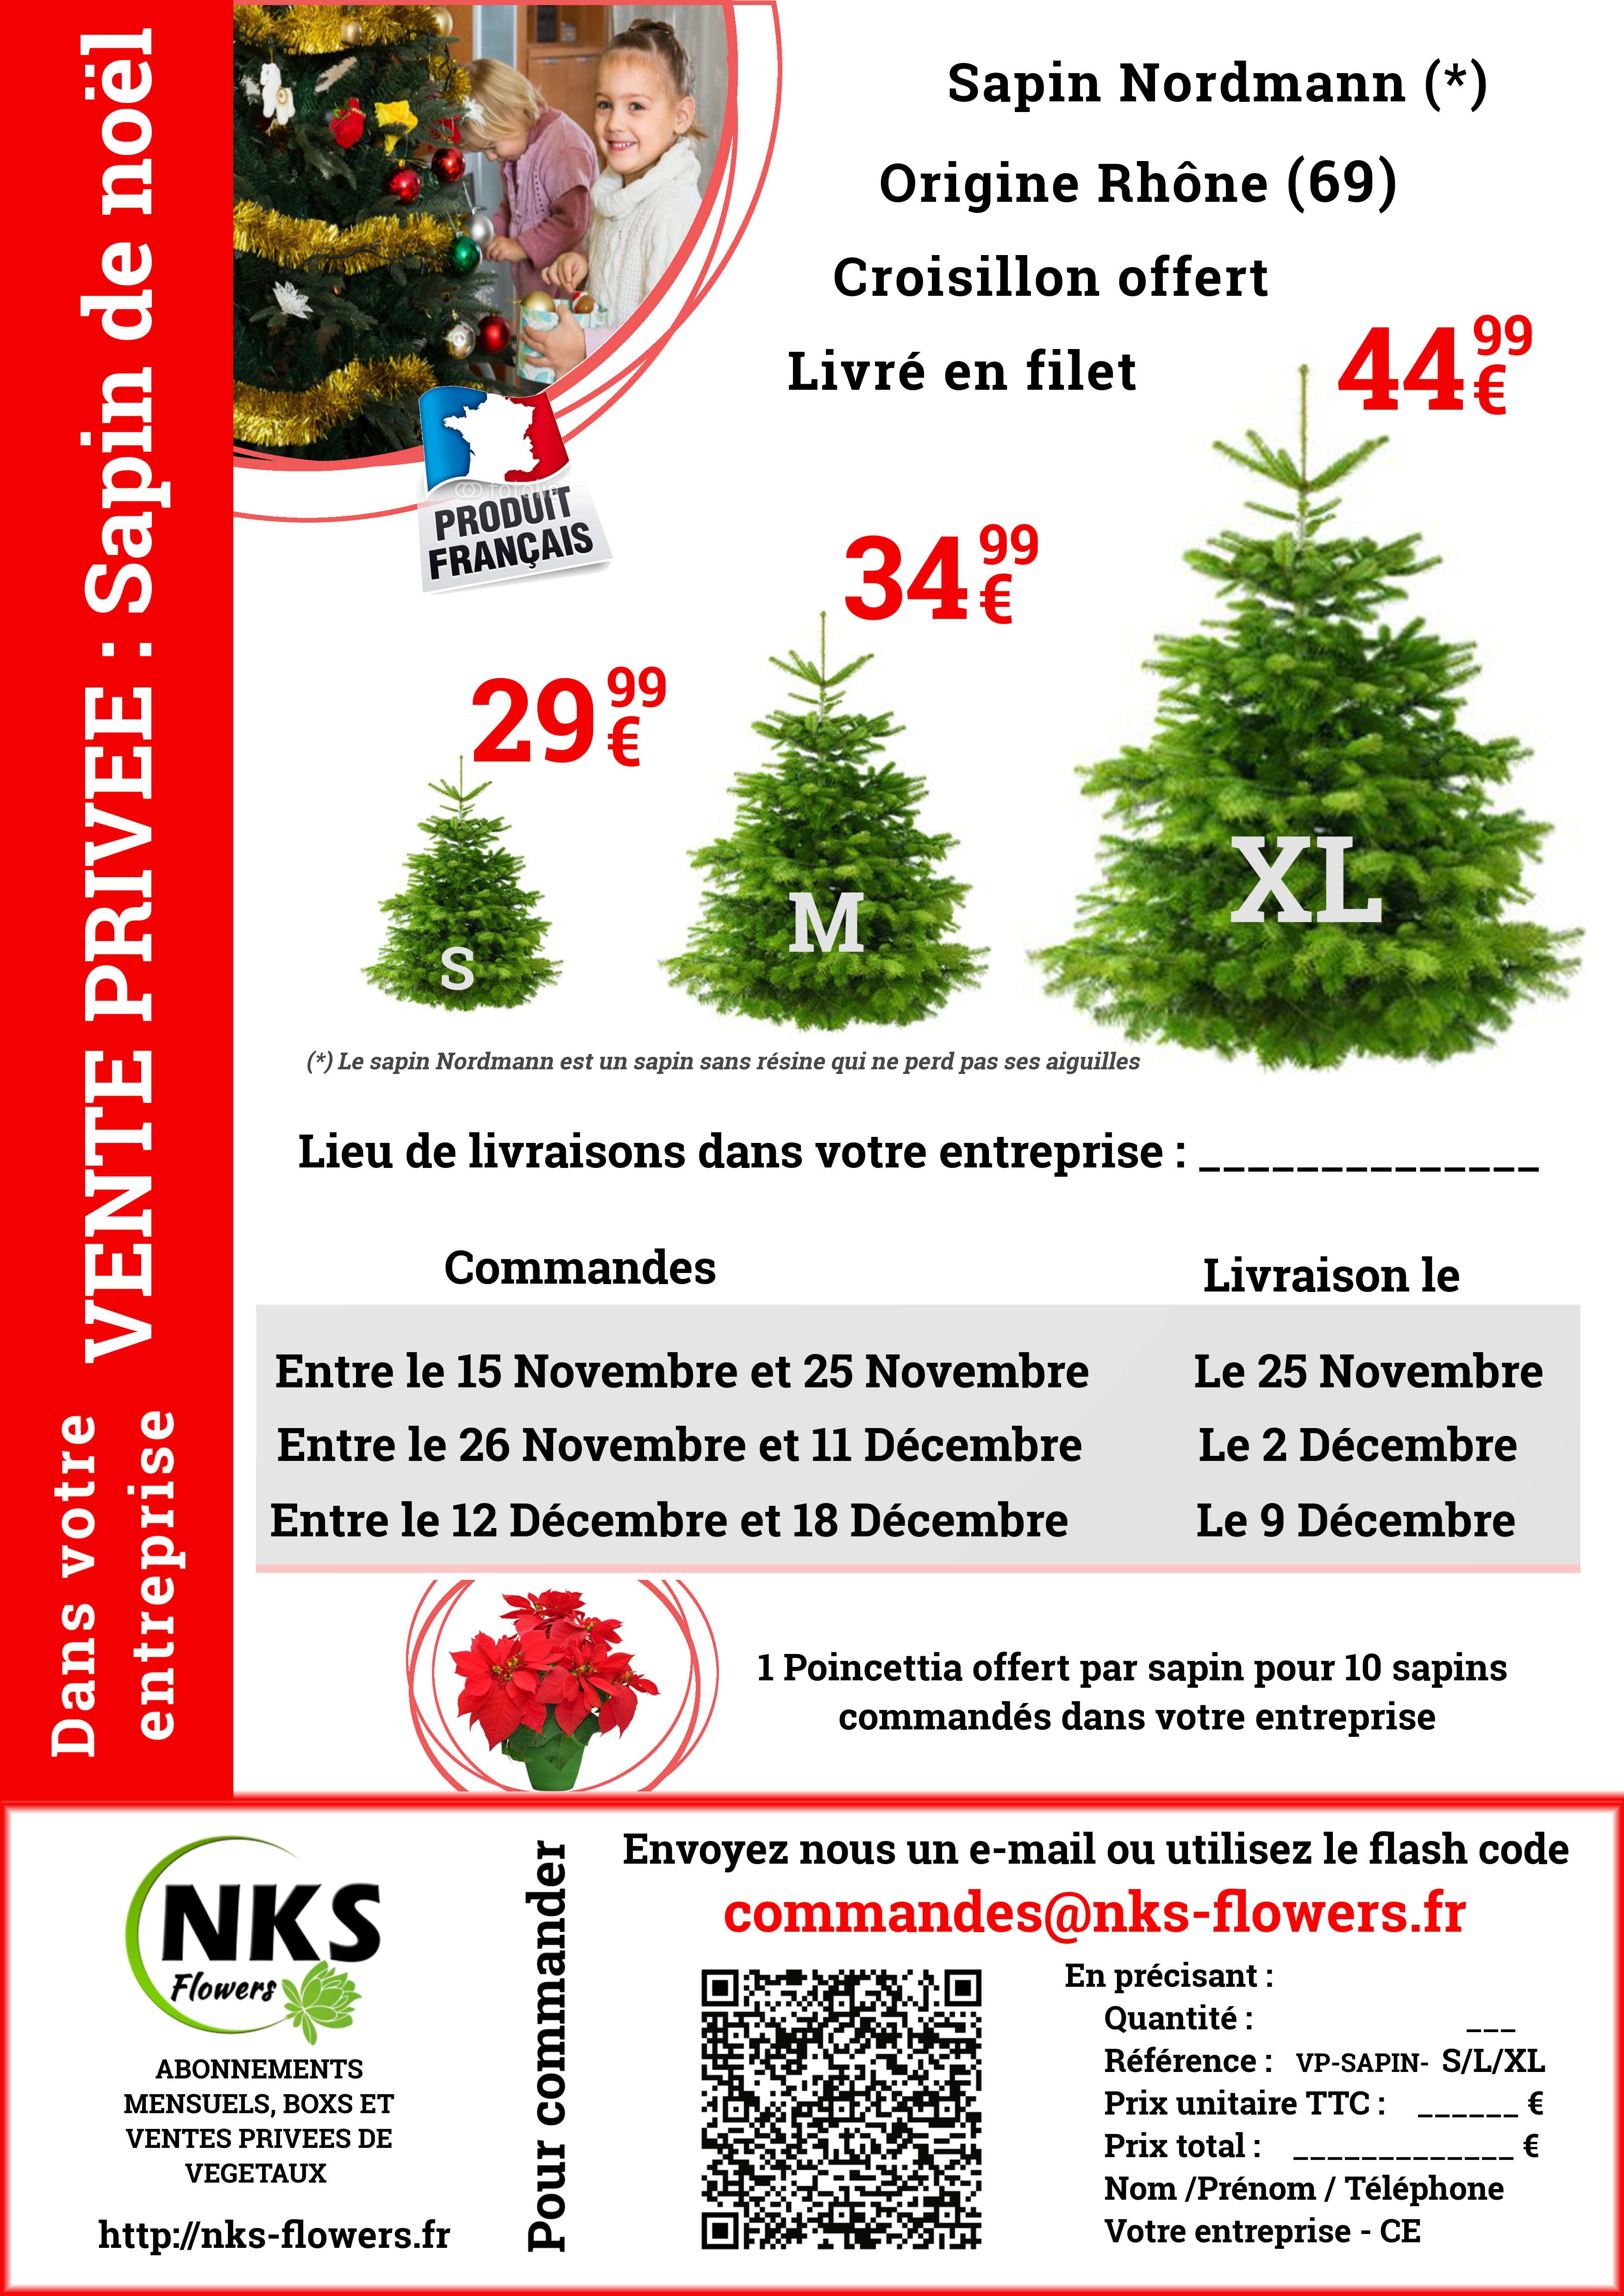 Dans votre
entreprise
VENTE PRIVEE : Sapin de noël
Sapin Nordmann (*)
Origine Rhône (69)
Croisillon offert
Livré en filet
fotolia
PRODUIT
FRANÇAIS
44 99 €
34 99 €
29 99 €
S
M
XL
(*) Le sapin Nordmann est un sapin sans résine qui ne perd pas ses aiguilles
Lieu de livraisons dans votre entreprise : ______________
Commandes Livraison le
Entre le 15 Novembre et 25 Novembre Le 25 Novembre
Entre le 26 Novembre et 11 Décembre Le 2 Décembre
Entre le 12 Décembre et 18 Décembre Le 9 Décembre
1 Poincettia offert par sapin pour 10 sapins
commandés dans votre entreprise
NKS
Flowers
ABONNEMENTS
MENSUELS, BOXS ET
VENTES PRIVEES DE
VEGETAUX
http://nks-flowers.fr
Pour commander
Envoyez nous un e-mail ou utilisez le flash code
commandes@nks-flowers.fr
En précisant :
Quantité : ___
Référence : VP-SAPIN- S/L/XL
Prix unitaire TTC : ______ €
Prix total : _____________ €
Nom /Prénom / Téléphone
Votre entreprise - CE